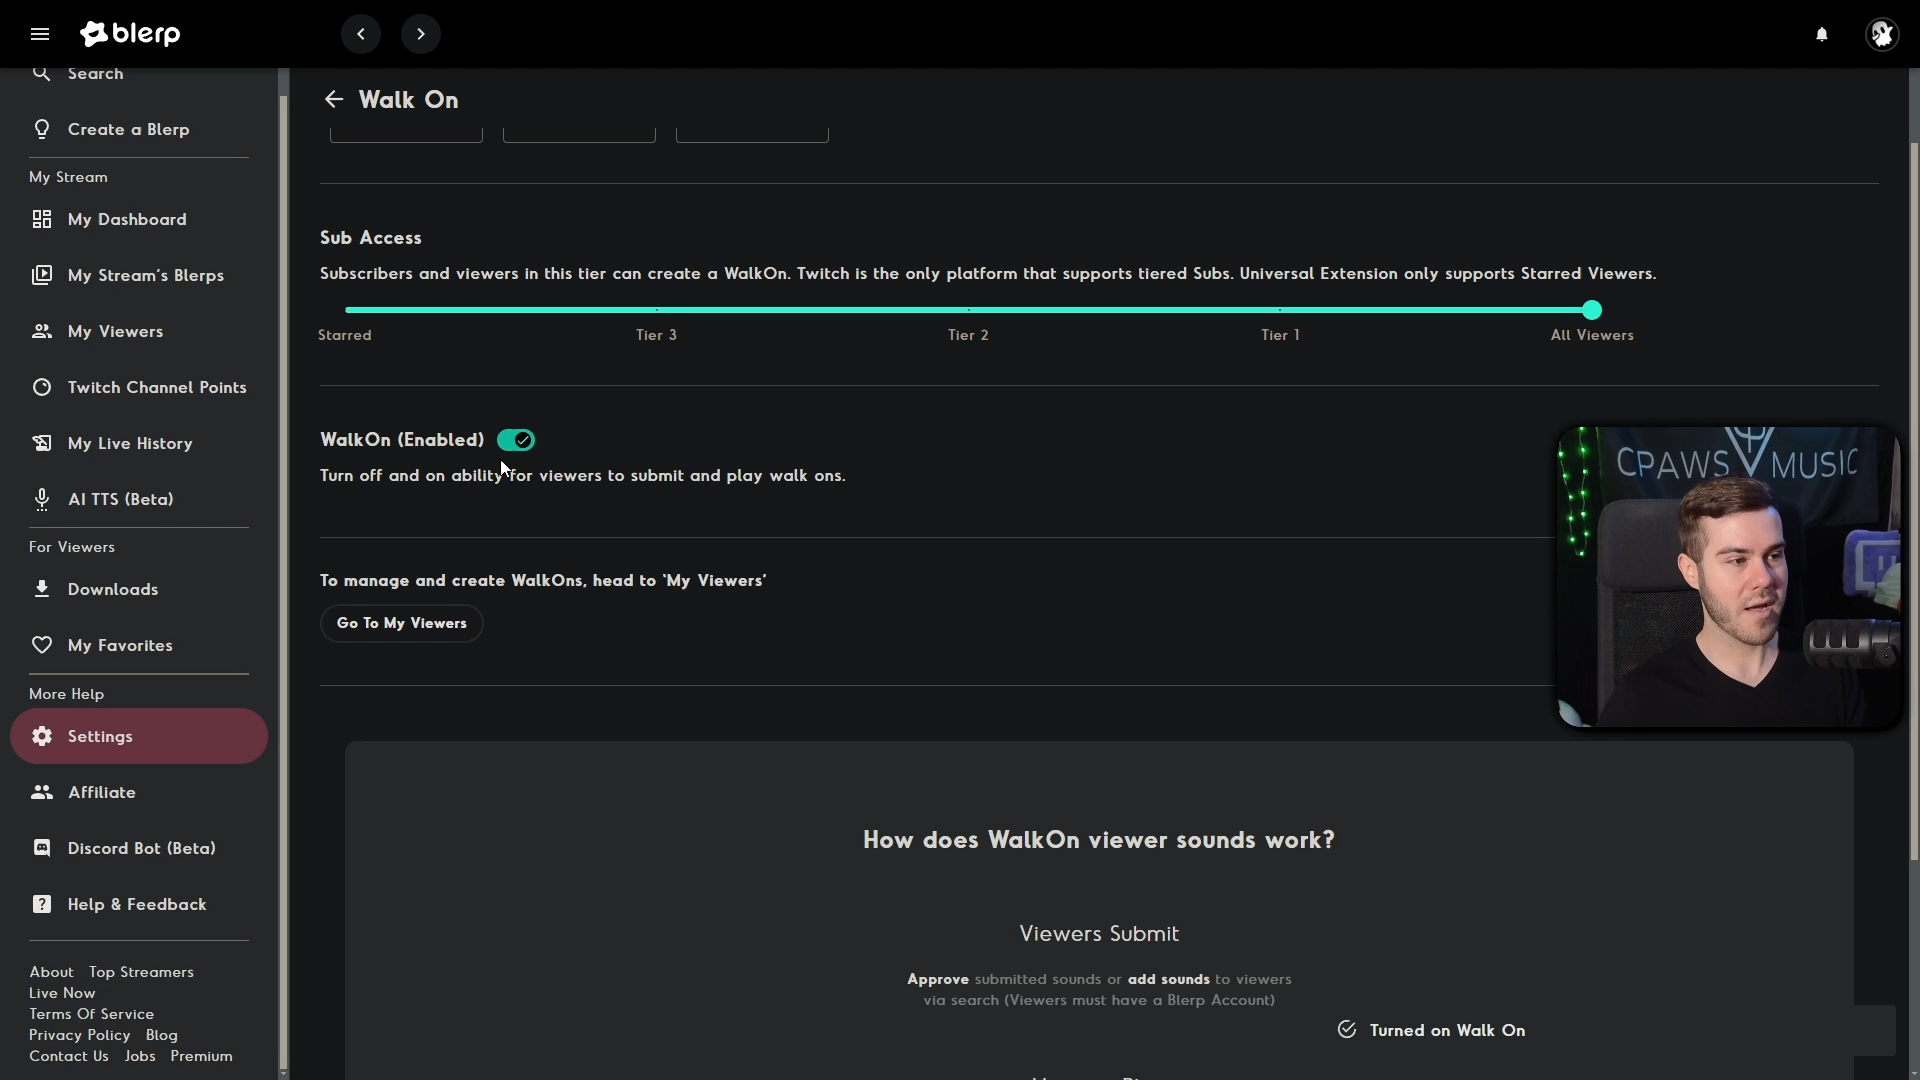 blerp
Search
Create a Blerp
My Stream
My Dashboard
My Stream's Blerps
My Viewers
Twitch Channel Points
My Live History
AI TTS (Beta)
For Viewers
Downloads
My Favorites
More Help
Settings
Affiliate
Discord Bot (Beta)
Help & Feedback
About Top Streamers
Live Now
Terms Of Service
Privacy Policy Blog
Contact Us Jobs Premium
Walk On
Sub Access
Subscribers and viewers in this tier can create a WalkOn. Twitch is the only platform that supports tiered Subs. Universal Extension only supports Starred Viewers.
Starred Tier 3 Tier 2 Tier 1 All Viewers
WalkOn (Enabled)
Turn off and on ability for viewers to submit and play walk ons.
To manage and create WalkOns, head to 'My Viewers'
Go To My Viewers
CPAWS MUSIC
How does WalkOn viewer sounds work?
Viewers Submit
Approve submitted sounds or add sounds to viewers
via search (Viewers must have a Blerp Account)
Turned on Walk On